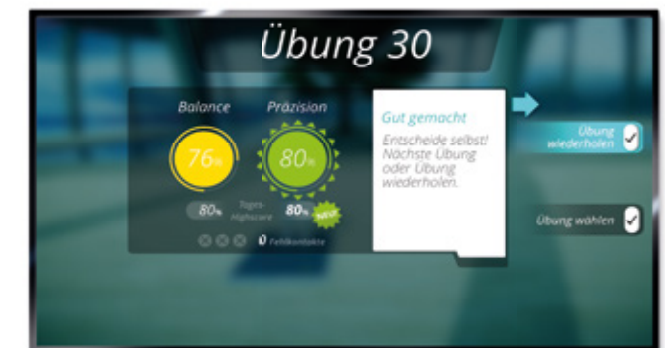 Übung 30
Balance Präzision
76% 80%
80% Tages- 80% NEU!
Highscore
0 Fehlkontakte
Gut gemacht
Entscheide selbst!
Nächste Übung
oder Übung
wiederholen.
Übung
wiederholen
Übung wählen